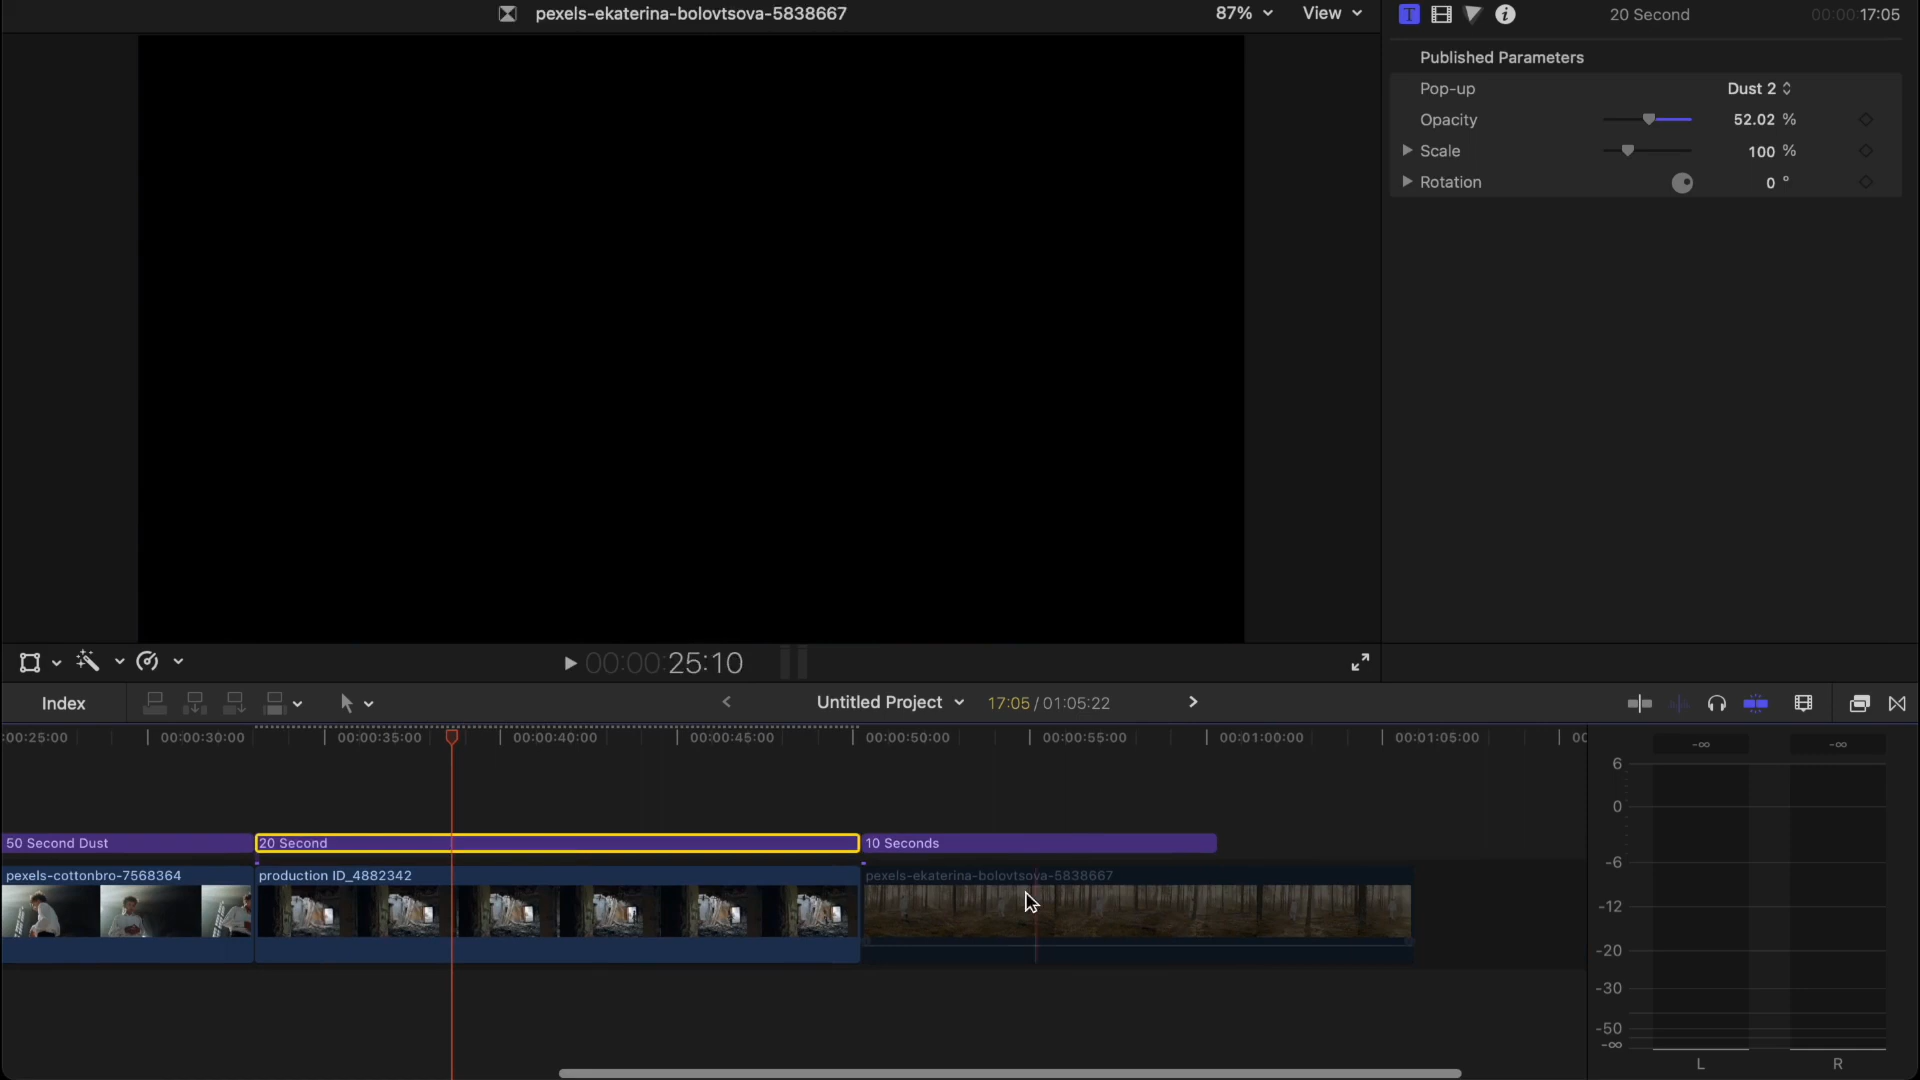 pexels-ekaterina-bolovtsova-5838667
87%
View
T
i
20 Second
00:00:17:05
Published Parameters
Pop-up
Dust 2
Opacity
52.02 %
Scale
100 %
Rotation
0 °
00:00:25:10
Index
Untitled Project
17:05 / 01:05:22
:00:25:00
00:00:30:00
00:00:35:00
00:00:40:00
00:00:45:00
00:00:50:00
00:00:55:00
00:01:00:00
00:01:05:00
00
50 Second Dust
20 Second
10 Seconds
pexels-cottonbro-7568364
production ID_4882342
pexels-ekaterina-bolovtsova-5838667
-∞
-∞
6
0
-6
-12
-20
-30
-50
-∞
L
R